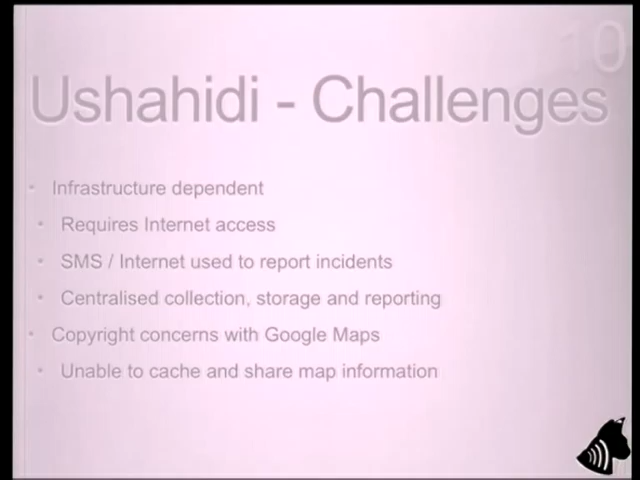 10
Ushahidi - Challenges
• Infrastructure dependent
• Requires Internet access
• SMS / Internet used to report incidents
• Centralised collection, storage and reporting
• Copyright concerns with Google Maps
• Unable to cache and share map information